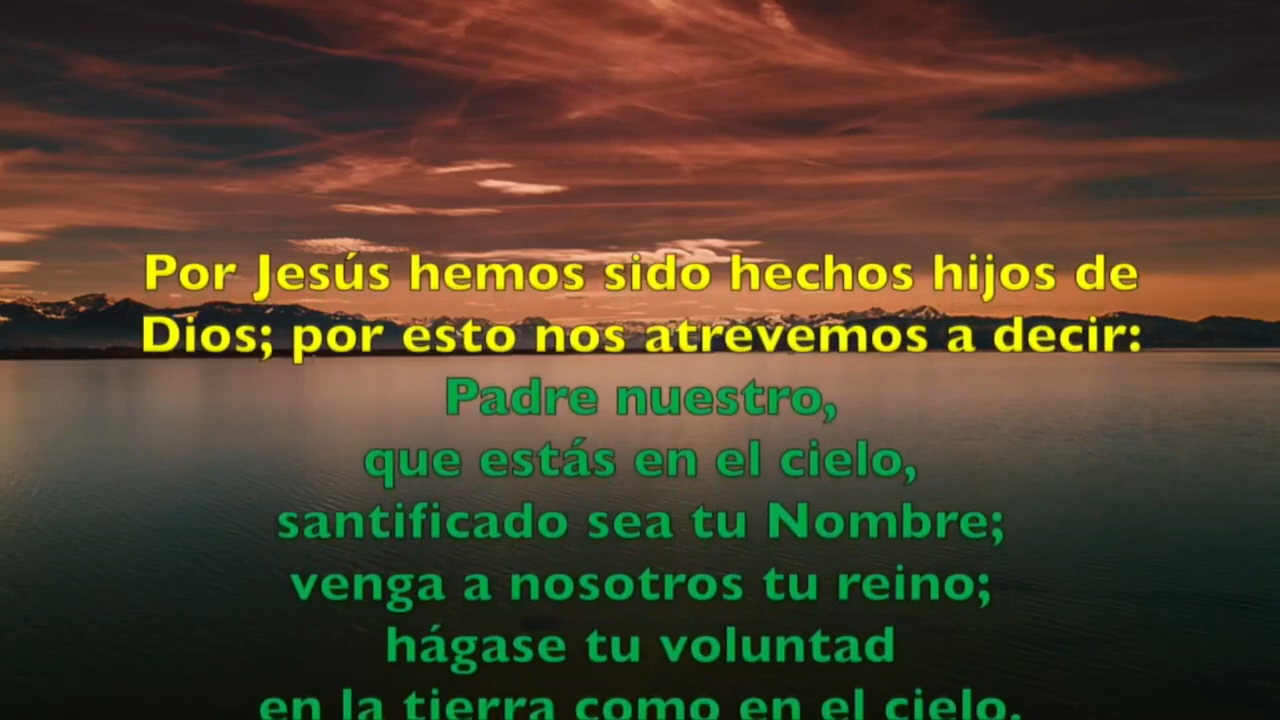 Por Jesús hemos sido hechos hijos de
Dios; por esto nos atrevemos a decir:
Padre nuestro,
que estás en el cielo,
santificado sea tu Nombre;
venga a nosotros tu reino;
hágase tu voluntad
en la tierra como en el cielo.